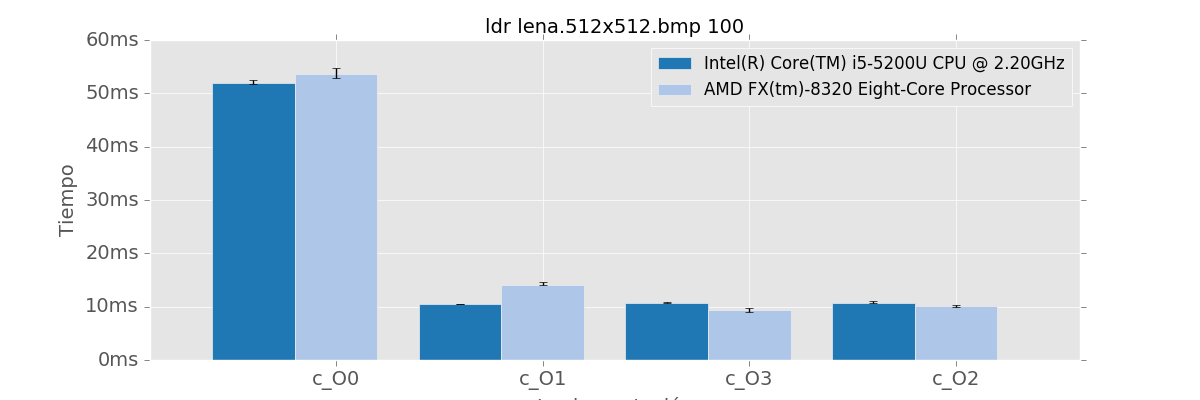 ldr lena.512x512.bmp 100
60ms
50ms
40ms
30ms
20ms
10ms
0ms
Tiempo
Intel(R) Core(TM) i5-5200U CPU @ 2.20GHz
AMD FX(tm)-8320 Eight-Core Processor
c_O0 c_O1 c_O3 c_O2